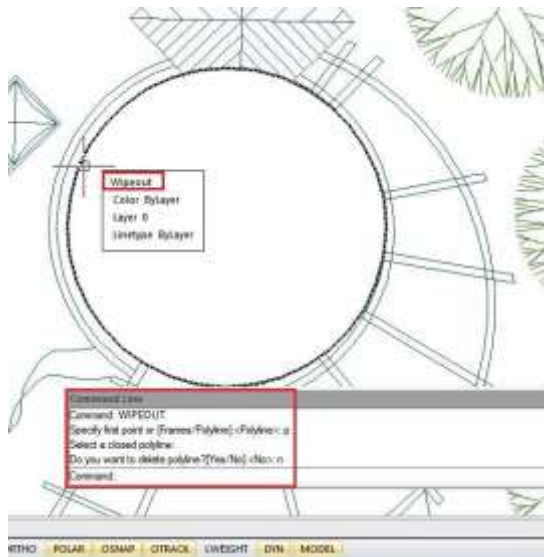 Wipeout
Color ByLayer
Layer 0
Linetype ByLayer
Command Line
Command: WIPEOUT
Specify first point or [Frames/Polyline] <Polyline>: p
Select a closed polyline:
Do you want to delete polyline?[Yes/No] <No>: n
Command:
ORTHO POLAR OSNAP OTRACK LWEIGHT DYN MODEL